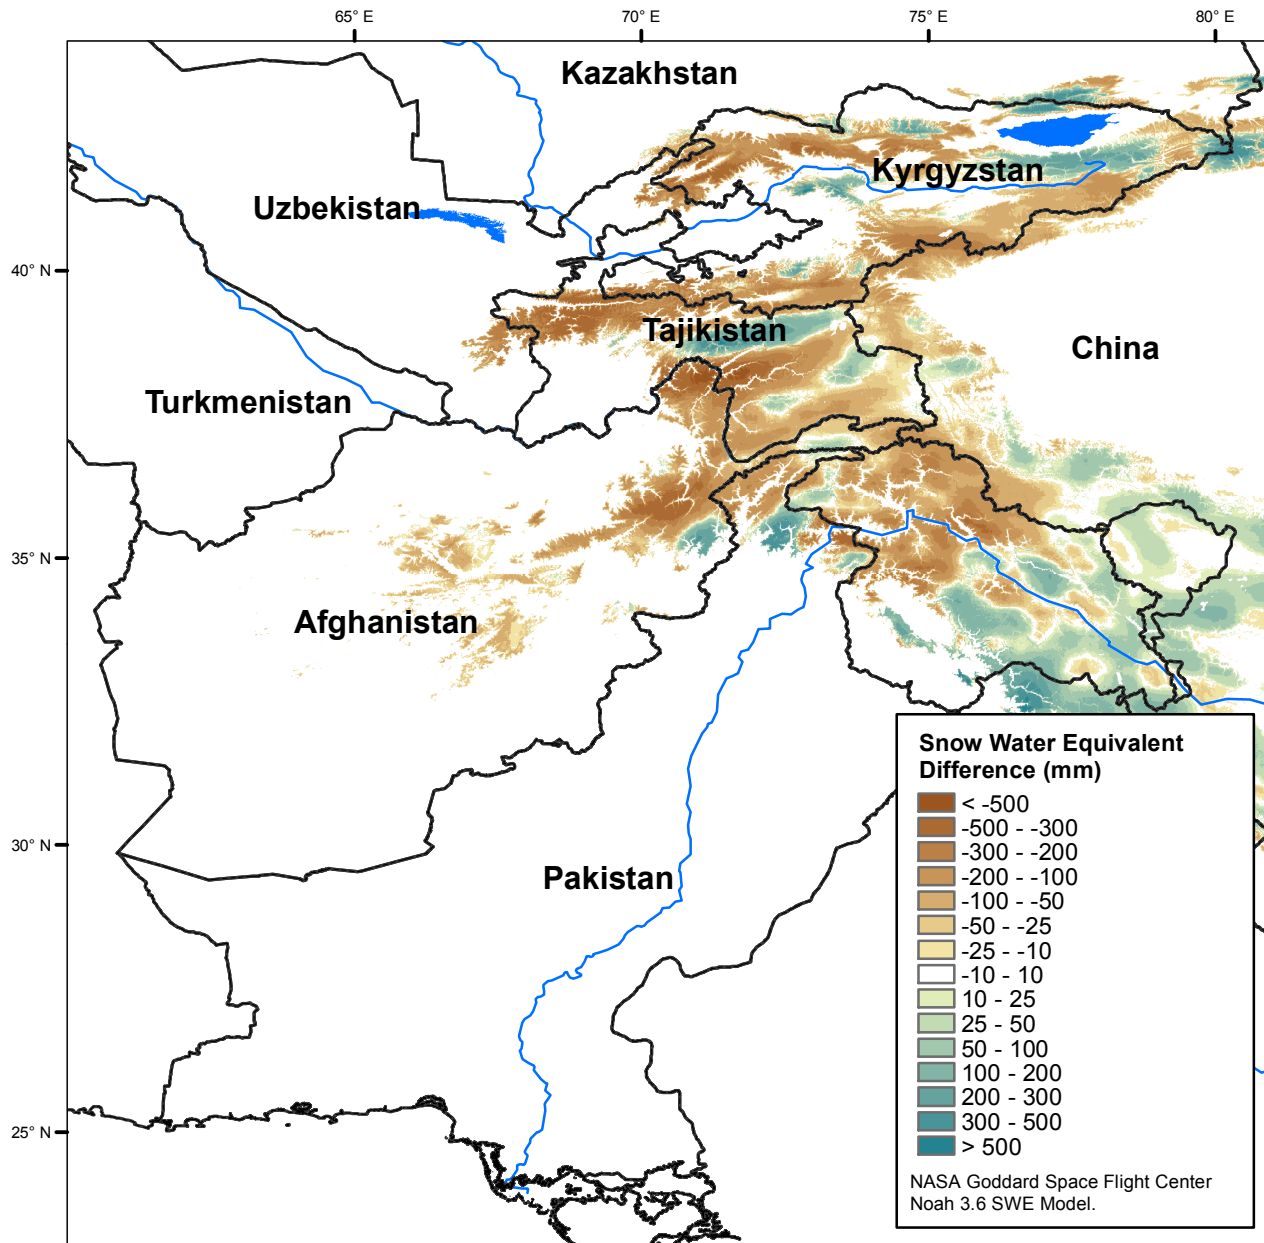 65° E
70° E
75° E
80° E
Kazakhstan
Kyrgyzstan
Uzbekistan
40° N
Tajikistan
China
Turkmenistan
35° N
Afghanistan
30° N
Pakistan
25° N
Snow Water Equivalent
Difference (mm)
< -500
-500 - -300
-300 - -200
-200 - -100
-100 - -50
-50 - -25
-25 - -10
-10 - 10
10 - 25
25 - 50
50 - 100
100 - 200
200 - 300
300 - 500
> 500
NASA Goddard Space Flight Center
Noah 3.6 SWE Model.